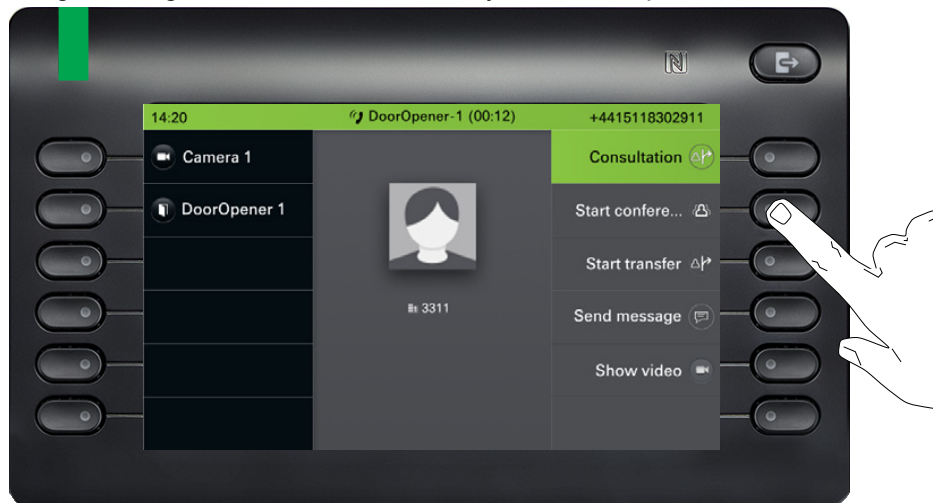 14:20
DoorOpener-1 (00:12)
+4415118302911
Camera 1
DoorOpener 1
3311
Consultation
Start confere...
Start transfer
Send message
Show video